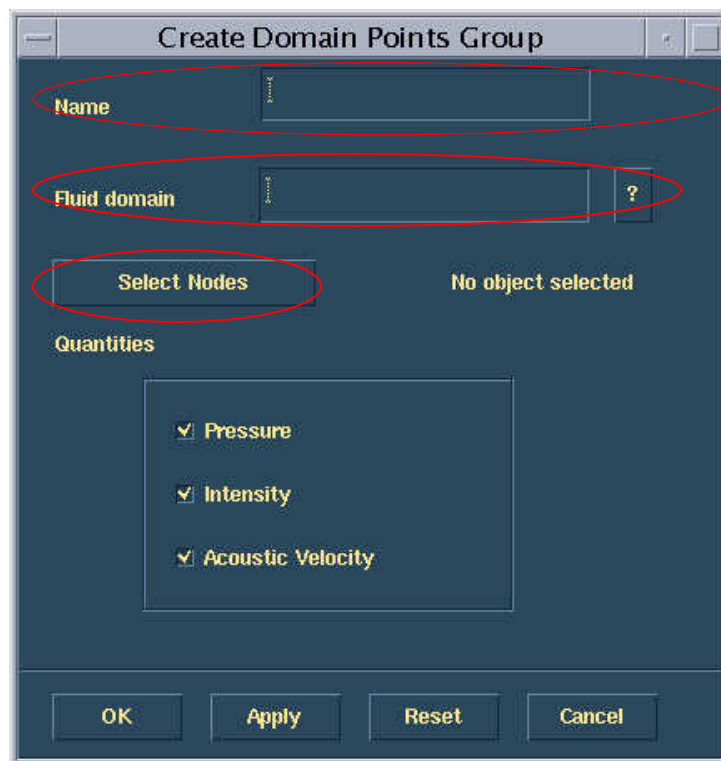 Create Domain Points Group
Name
Fluid domain ?
Select Nodes No object selected
Quantities
Pressure
Intensity
Acoustic Velocity
OK Apply Reset Cancel